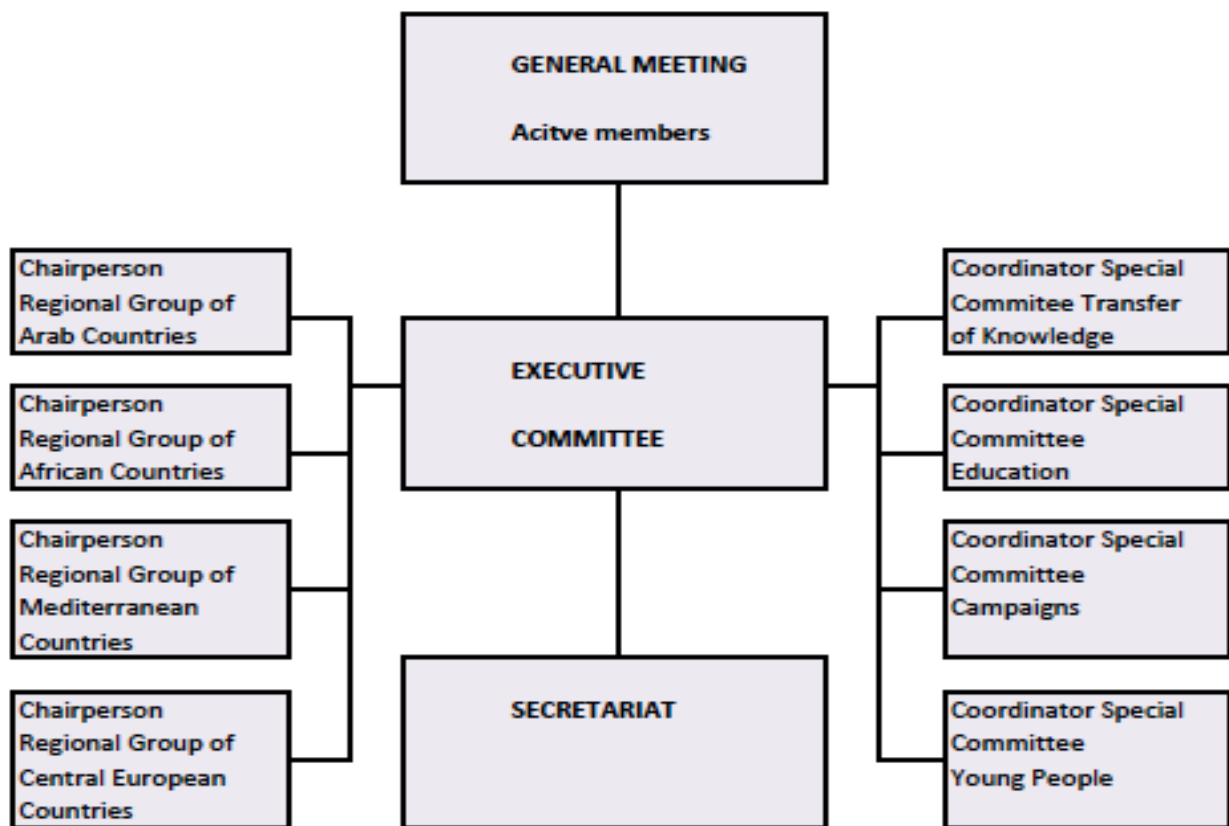 GENERAL MEETING
Acitve members
Chairperson
Regional Group of
Arab Countries
Chairperson
Regional Group of
African Countries
Chairperson
Regional Group of
Mediterranean
Countries
Chairperson
Regional Group of
Central European
Countries
EXECUTIVE
COMMITTEE
SECRETARIAT
Coordinator Special
Commitee Transfer
of Knowledge
Coordinator Special
Committee
Education
Coordinator Special
Committee
Campaigns
Coordinator Special
Committee
Young People